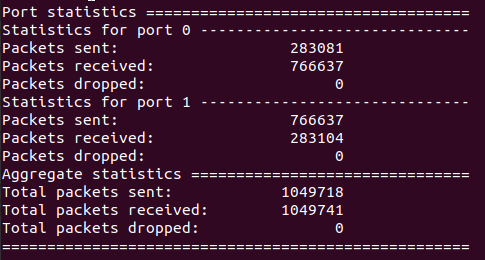 Port statistics ====================================
Statistics for port 0 ------------------------------
Packets sent:                      283081
Packets received:                  766637
Packets dropped:                        0
Statistics for port 1 ------------------------------
Packets sent:                      766637
Packets received:                  283104
Packets dropped:                        0
Aggregate statistics ===============================
Total packets sent:               1049718
Total packets received:           1049741
Total packets dropped:                  0
====================================================